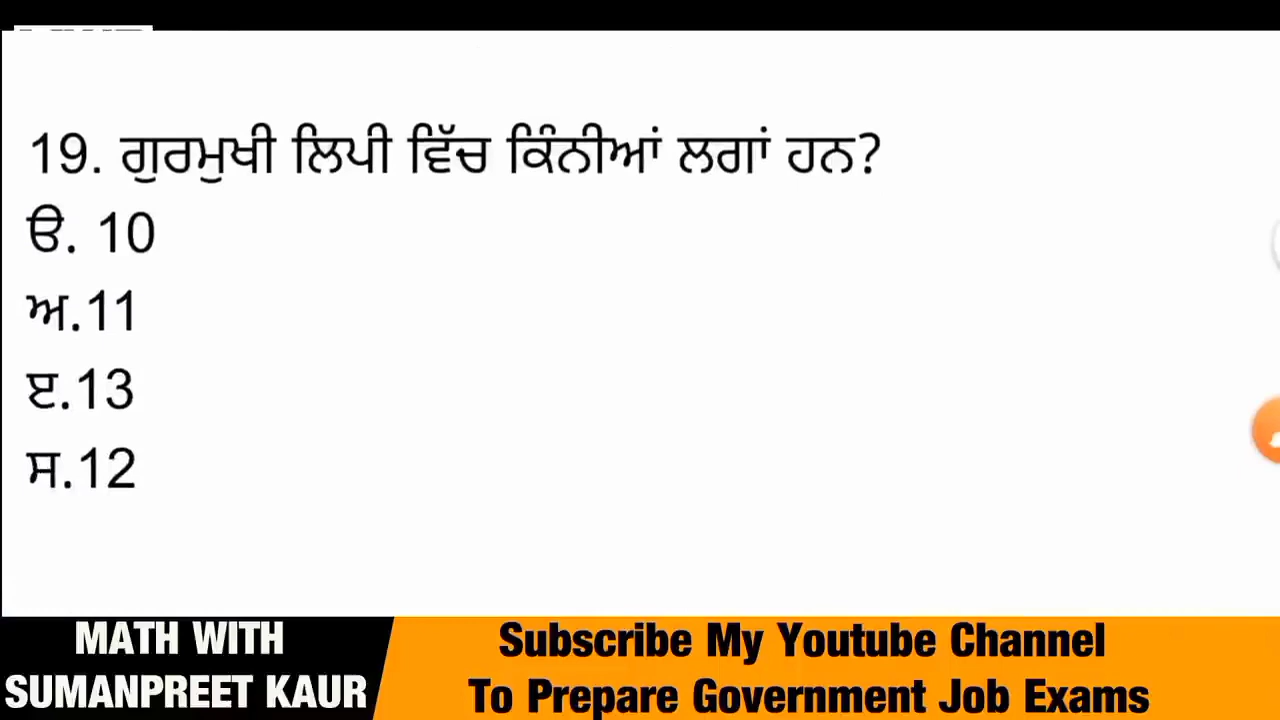 19. ਗੁਰਮੁਖੀ ਲਿਪੀ ਵਿੱਚ ਕਿੰਨੀਆਂ ਲਗਾਂ ਹਨ?
ੳ. 10
ਅ.11
ੲ.13
ਸ.12
MATH WITH
SUMANPREET KAUR
Subscribe My Youtube Channel
To Prepare Government Job Exams